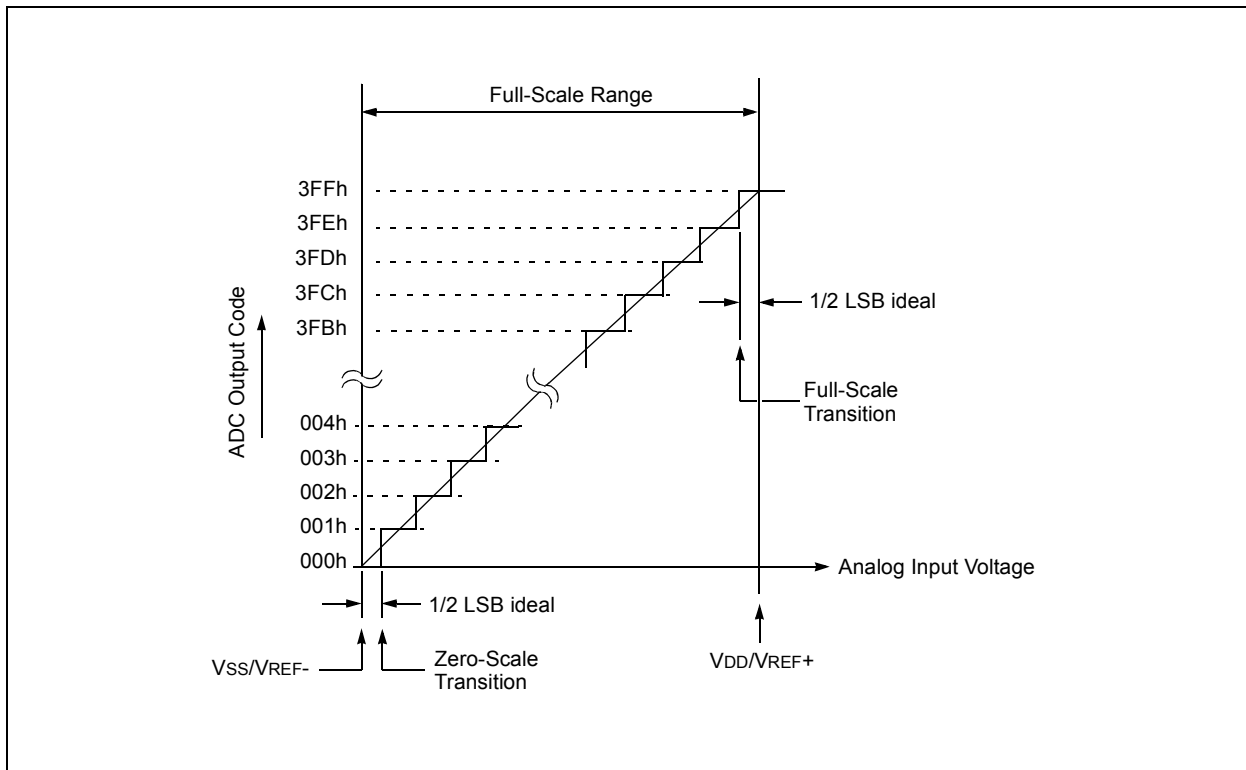 Full-Scale Range
3FFh
3FEh
3FDh
3FCh
3FBh
1/2 LSB ideal
Full-Scale
Transition
ADC Output Code
004h
003h
002h
001h
000h
Analog Input Voltage
1/2 LSB ideal
VSS/VREF-
Zero-Scale
Transition
VDD/VREF+